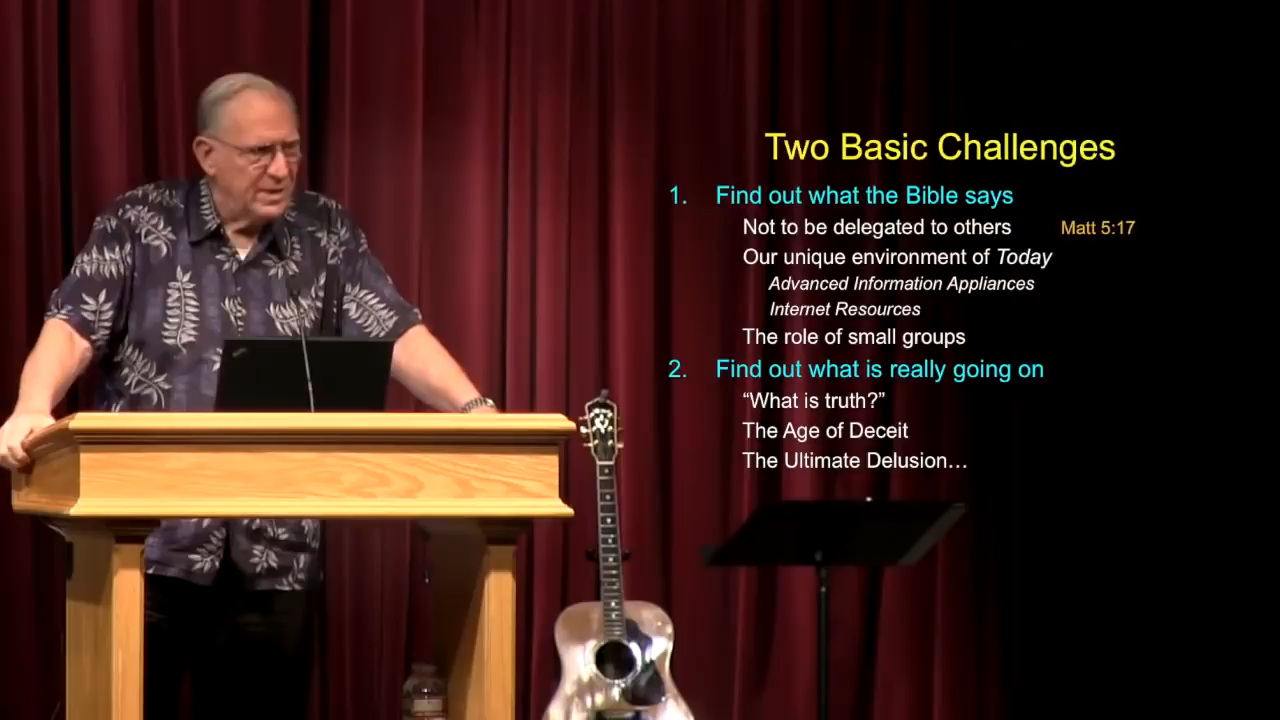 Two Basic Challenges
1. Find out what the Bible says
Not to be delegated to others Matt 5:17
Our unique environment of Today
Advanced Information Appliances
Internet Resources
The role of small groups
2. Find out what is really going on
“What is truth?”
The Age of Deceit
The Ultimate Delusion…